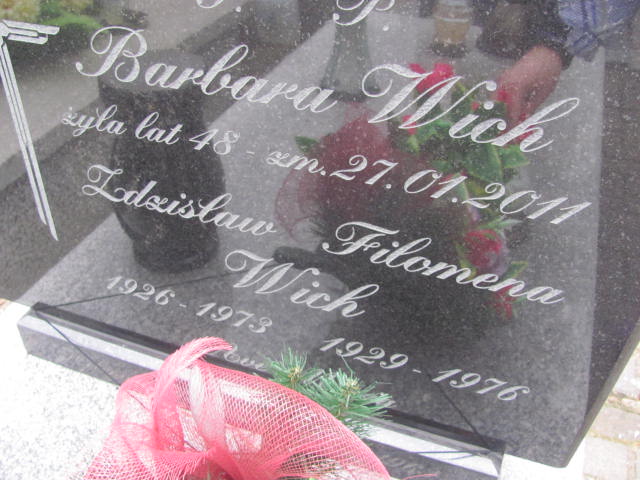 Ś. P.
Barbara Wich
żyła lat 48 - zm. 27.01.2011
Zdzisław Filomena
Wich
1926 - 1973 1929 - 1976